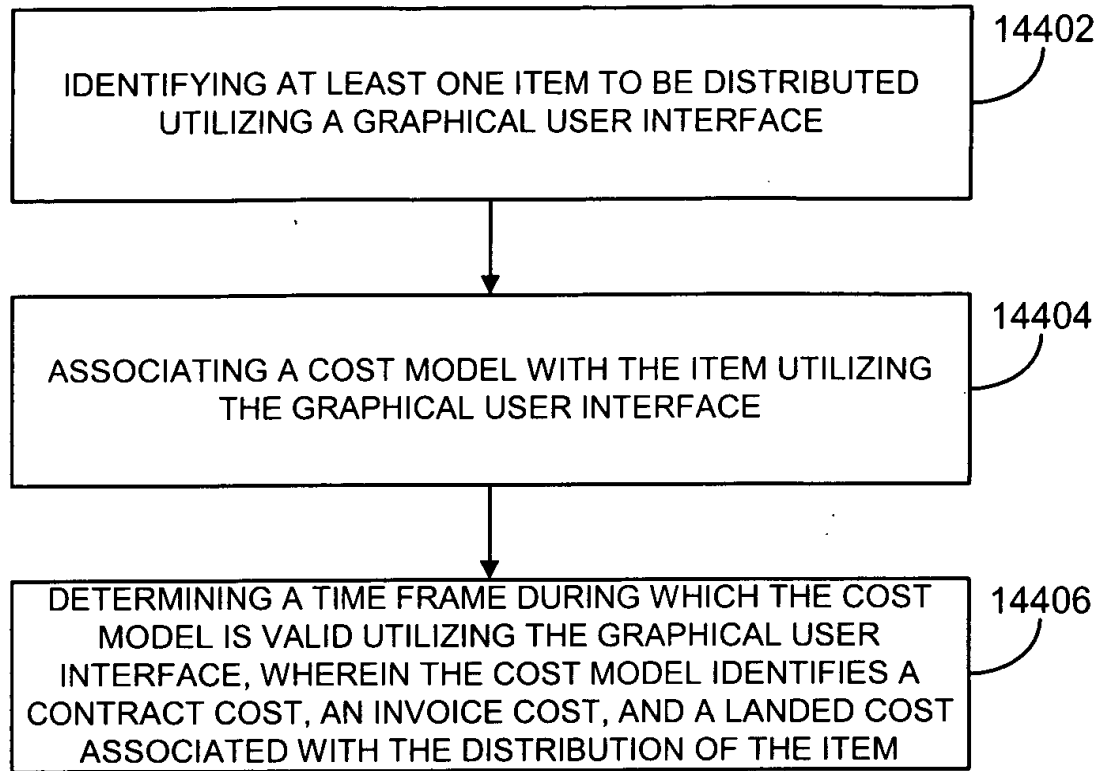 14402
IDENTIFYING AT LEAST ONE ITEM TO BE DISTRIBUTED
UTILIZING A GRAPHICAL USER INTERFACE
14404
ASSOCIATING A COST MODEL WITH THE ITEM UTILIZING
THE GRAPHICAL USER INTERFACE
14406
DETERMINING A TIME FRAME DURING WHICH THE COST
MODEL IS VALID UTILIZING THE GRAPHICAL USER
INTERFACE, WHEREIN THE COST MODEL IDENTIFIES A
CONTRACT COST, AN INVOICE COST, AND A LANDED COST
ASSOCIATED WITH THE DISTRIBUTION OF THE ITEM